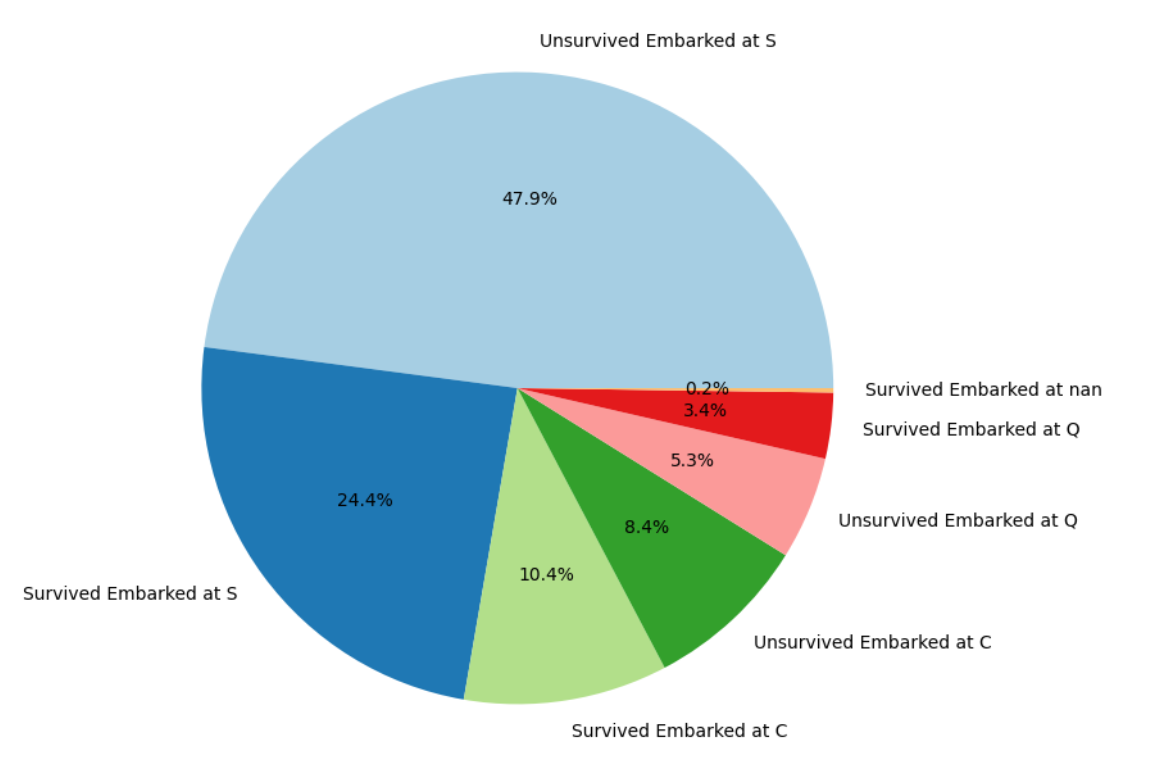 Unsurvived Embarked at S
47.9%
0.2%
Survived Embarked at nan
3.4%
Survived Embarked at Q
5.3%
24.4%
Unsurvived Embarked at Q
8.4%
10.4%
Survived Embarked at S
Unsurvived Embarked at C
Survived Embarked at C